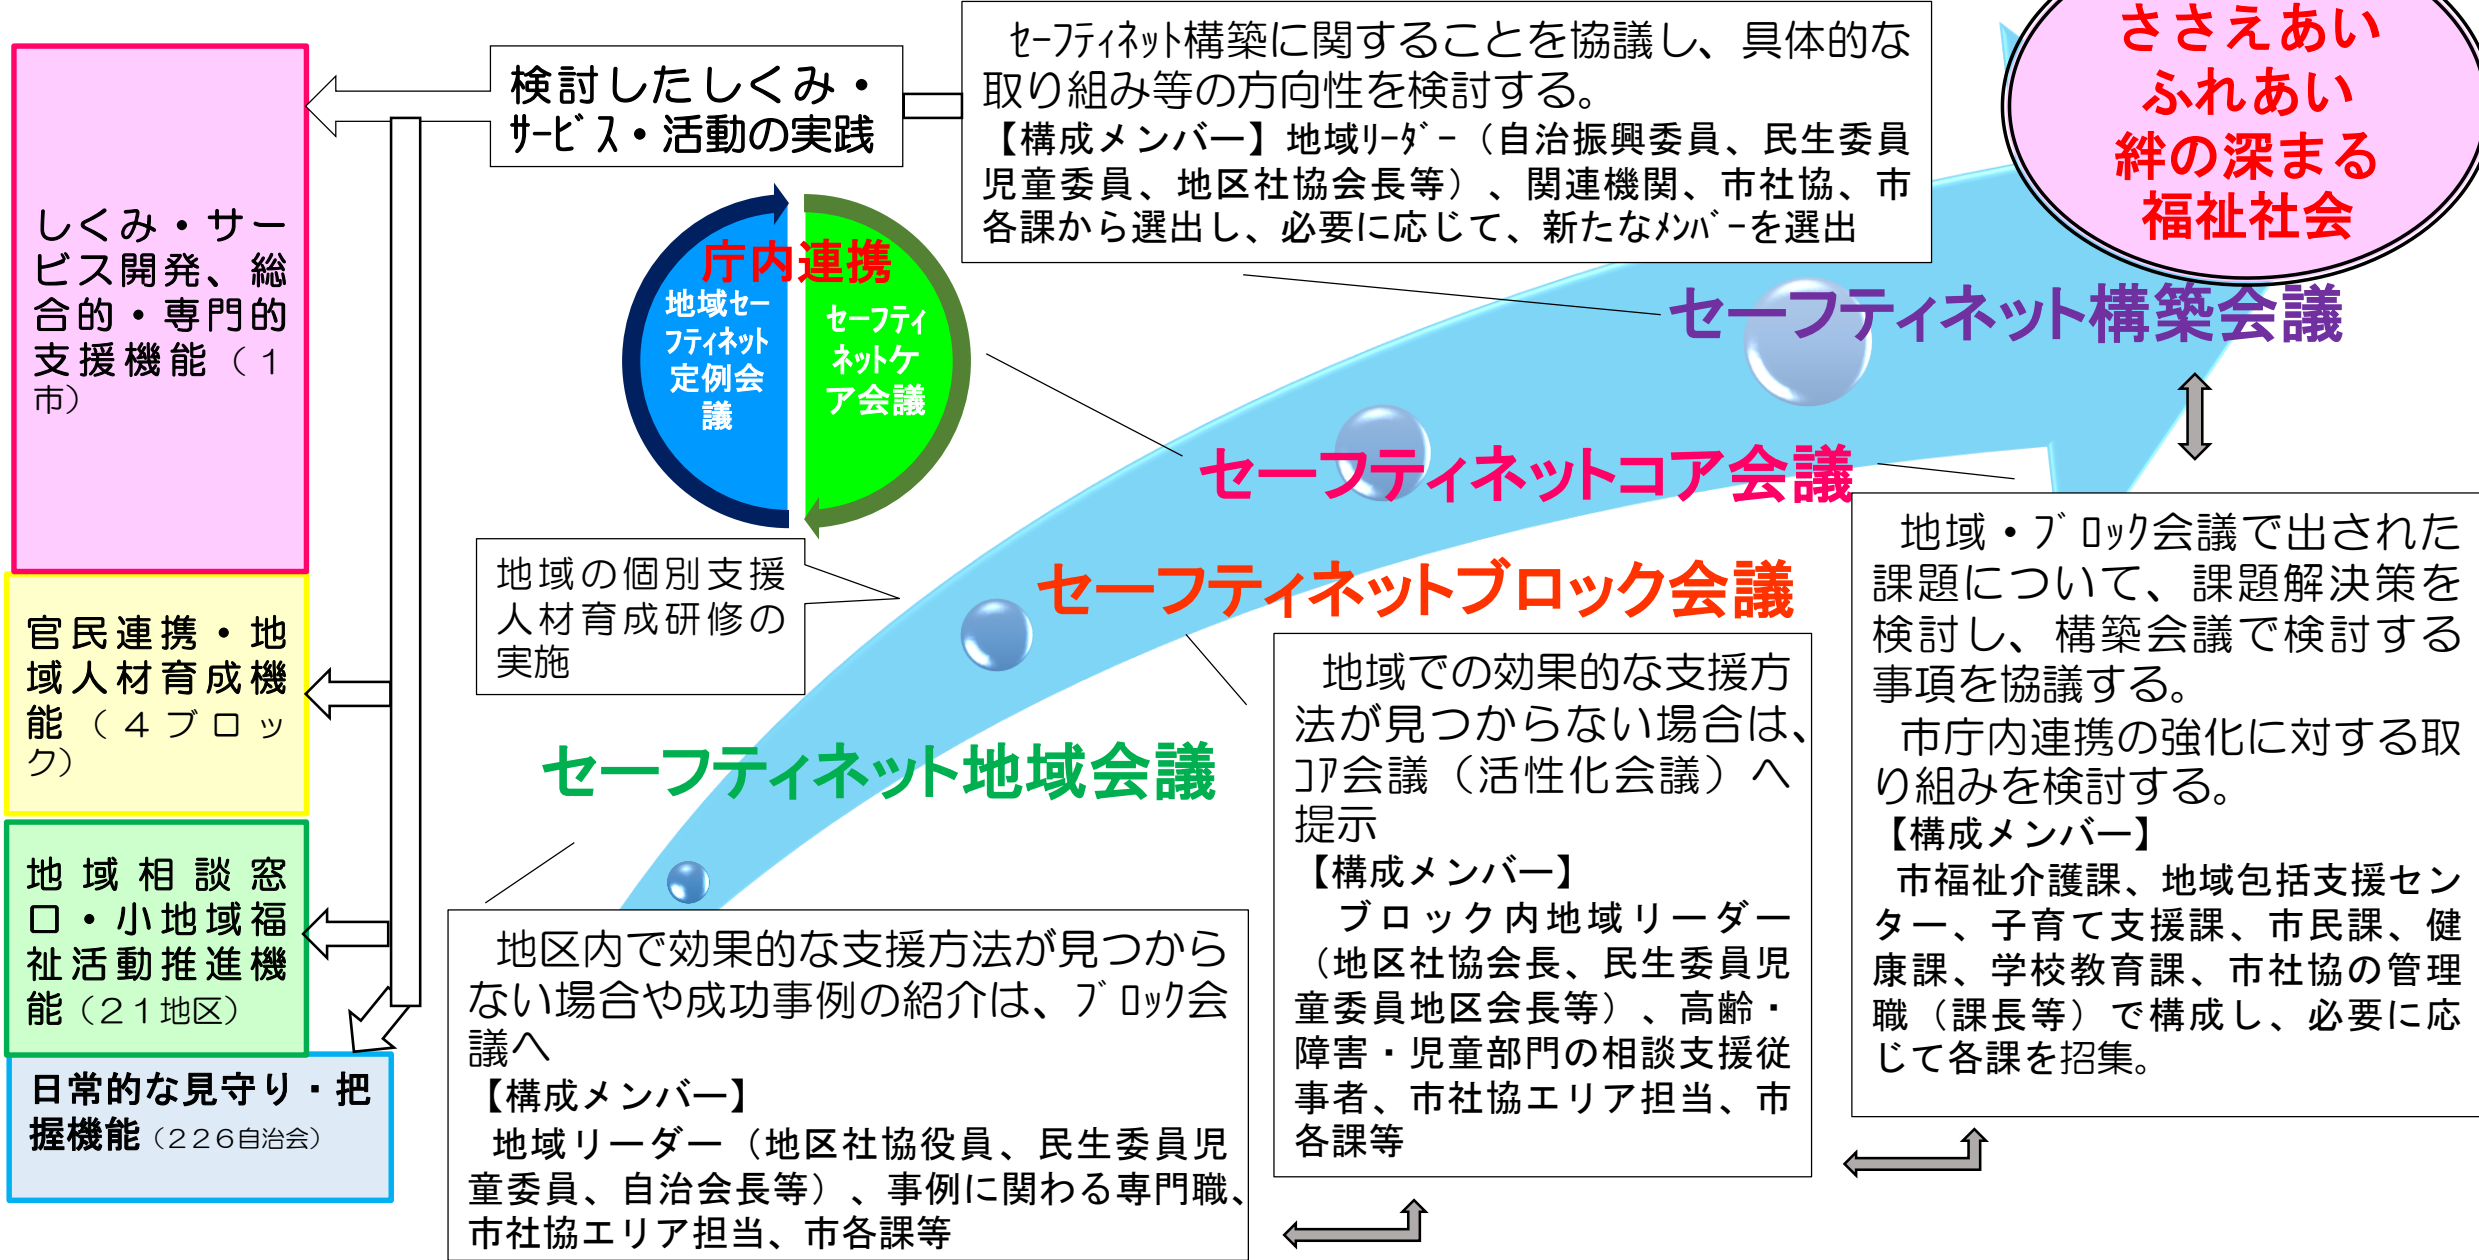 ささえあい
ふれあい
絆の深まる
福祉社会
セーフティネット構築に関することを協議し、具体的な
取り組み等の方向性を検討する。
【構成メンバー】地域リーダー（自治振興委員、民生委員
児童委員、地区社協会長等）、関連機関、市社協、市
各課から選出し、必要に応じて、新たなメンバーを選出
検討したしくみ・
サービス・活動の実践
しくみ・サー
ビス開発、総
合的・専門的
支援機能（１
市）
官民連携・地
域人材育成機
能（４ブロッ
ク）
地域相談窓
口・小地域福
祉活動推進機
能（２１地区）
日常的な見守り・把
握機能（２２６自治会）
庁内連携
地域セー
フティネット
定例会
議
セーフティ
ネットケ
ア会議
セーフティネット構築会議
セーフティネットコア会議
セーフティネットブロック会議
セーフティネット地域会議
地域の個別支援
人材育成研修の
実施
地区内で効果的な支援方法が見つから
ない場合や成功事例の紹介は、ブロック会
議へ
【構成メンバー】
地域リーダー（地区社協役員、民生委員児
童委員、自治会長等）、事例に関わる専門職、
市社協エリア担当、市各課等
地域での効果的な支援方
法が見つからない場合は、
コア会議（活性化会議）へ
提示
【構成メンバー】
ブロック内地域リーダー
（地区社協会長、民生委員児
童委員地区会長等）、高齢・
障害・児童部門の相談支援従
事者、市社協エリア担当、市
各課等
地域・ブロック会議で出された
課題について、課題解決策を
検討し、構築会議で検討する
事項を協議する。
市庁内連携の強化に対する取
り組みを検討する。
【構成メンバー】
市福祉介護課、地域包括支援セン
ター、子育て支援課、市民課、健
康課、学校教育課、市社協の管理
職（課長等）で構成し、必要に応
じて各課を招集。